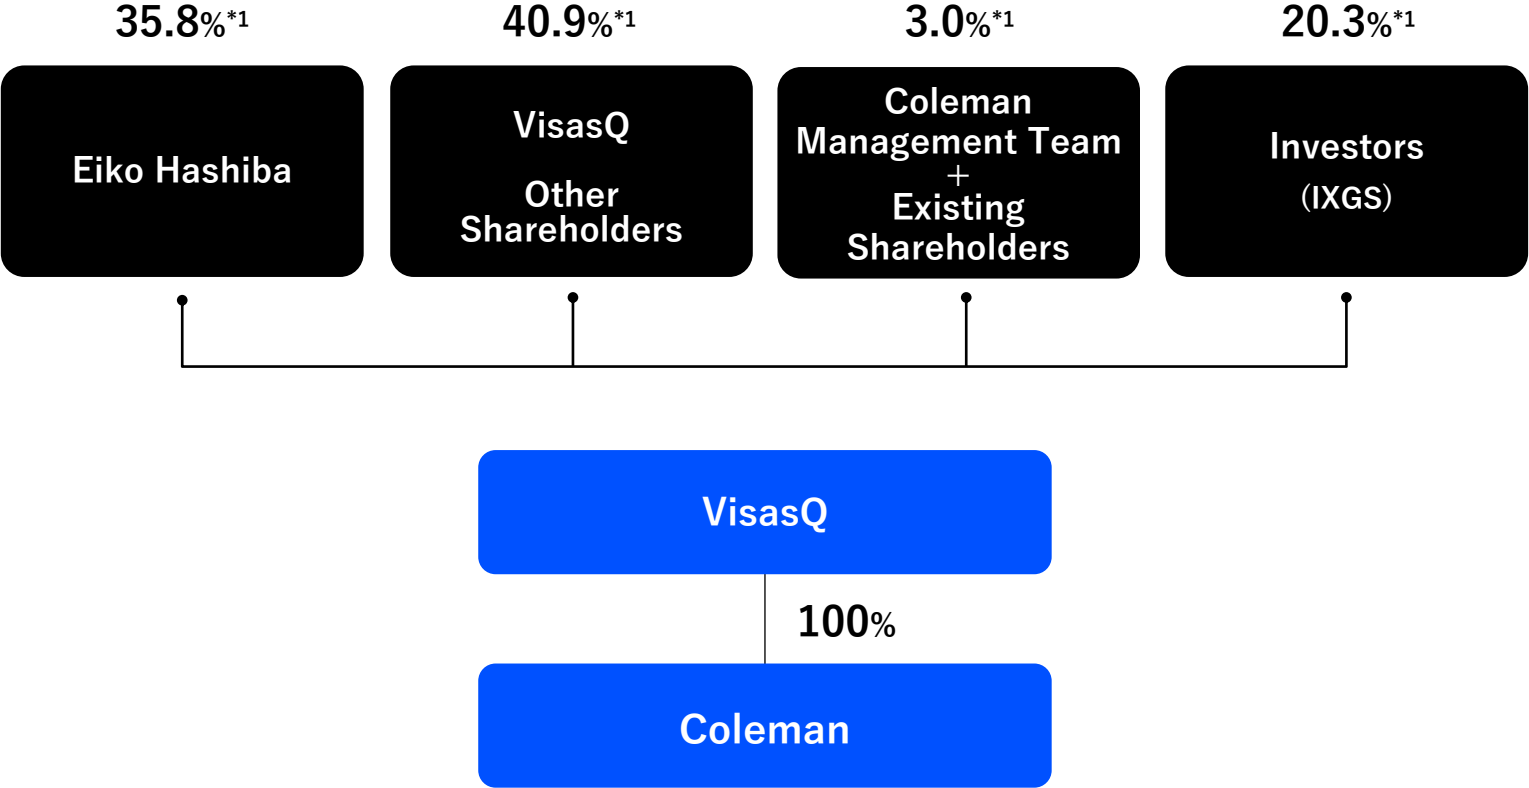 35.8%*1
40.9%*1
3.0%*1
20.3%*1
Eiko Hashiba
VisasQ
Other
Shareholders
Coleman
Management Team
+
Existing
Shareholders
Investors
(IXGS)
VisasQ
100%
Coleman